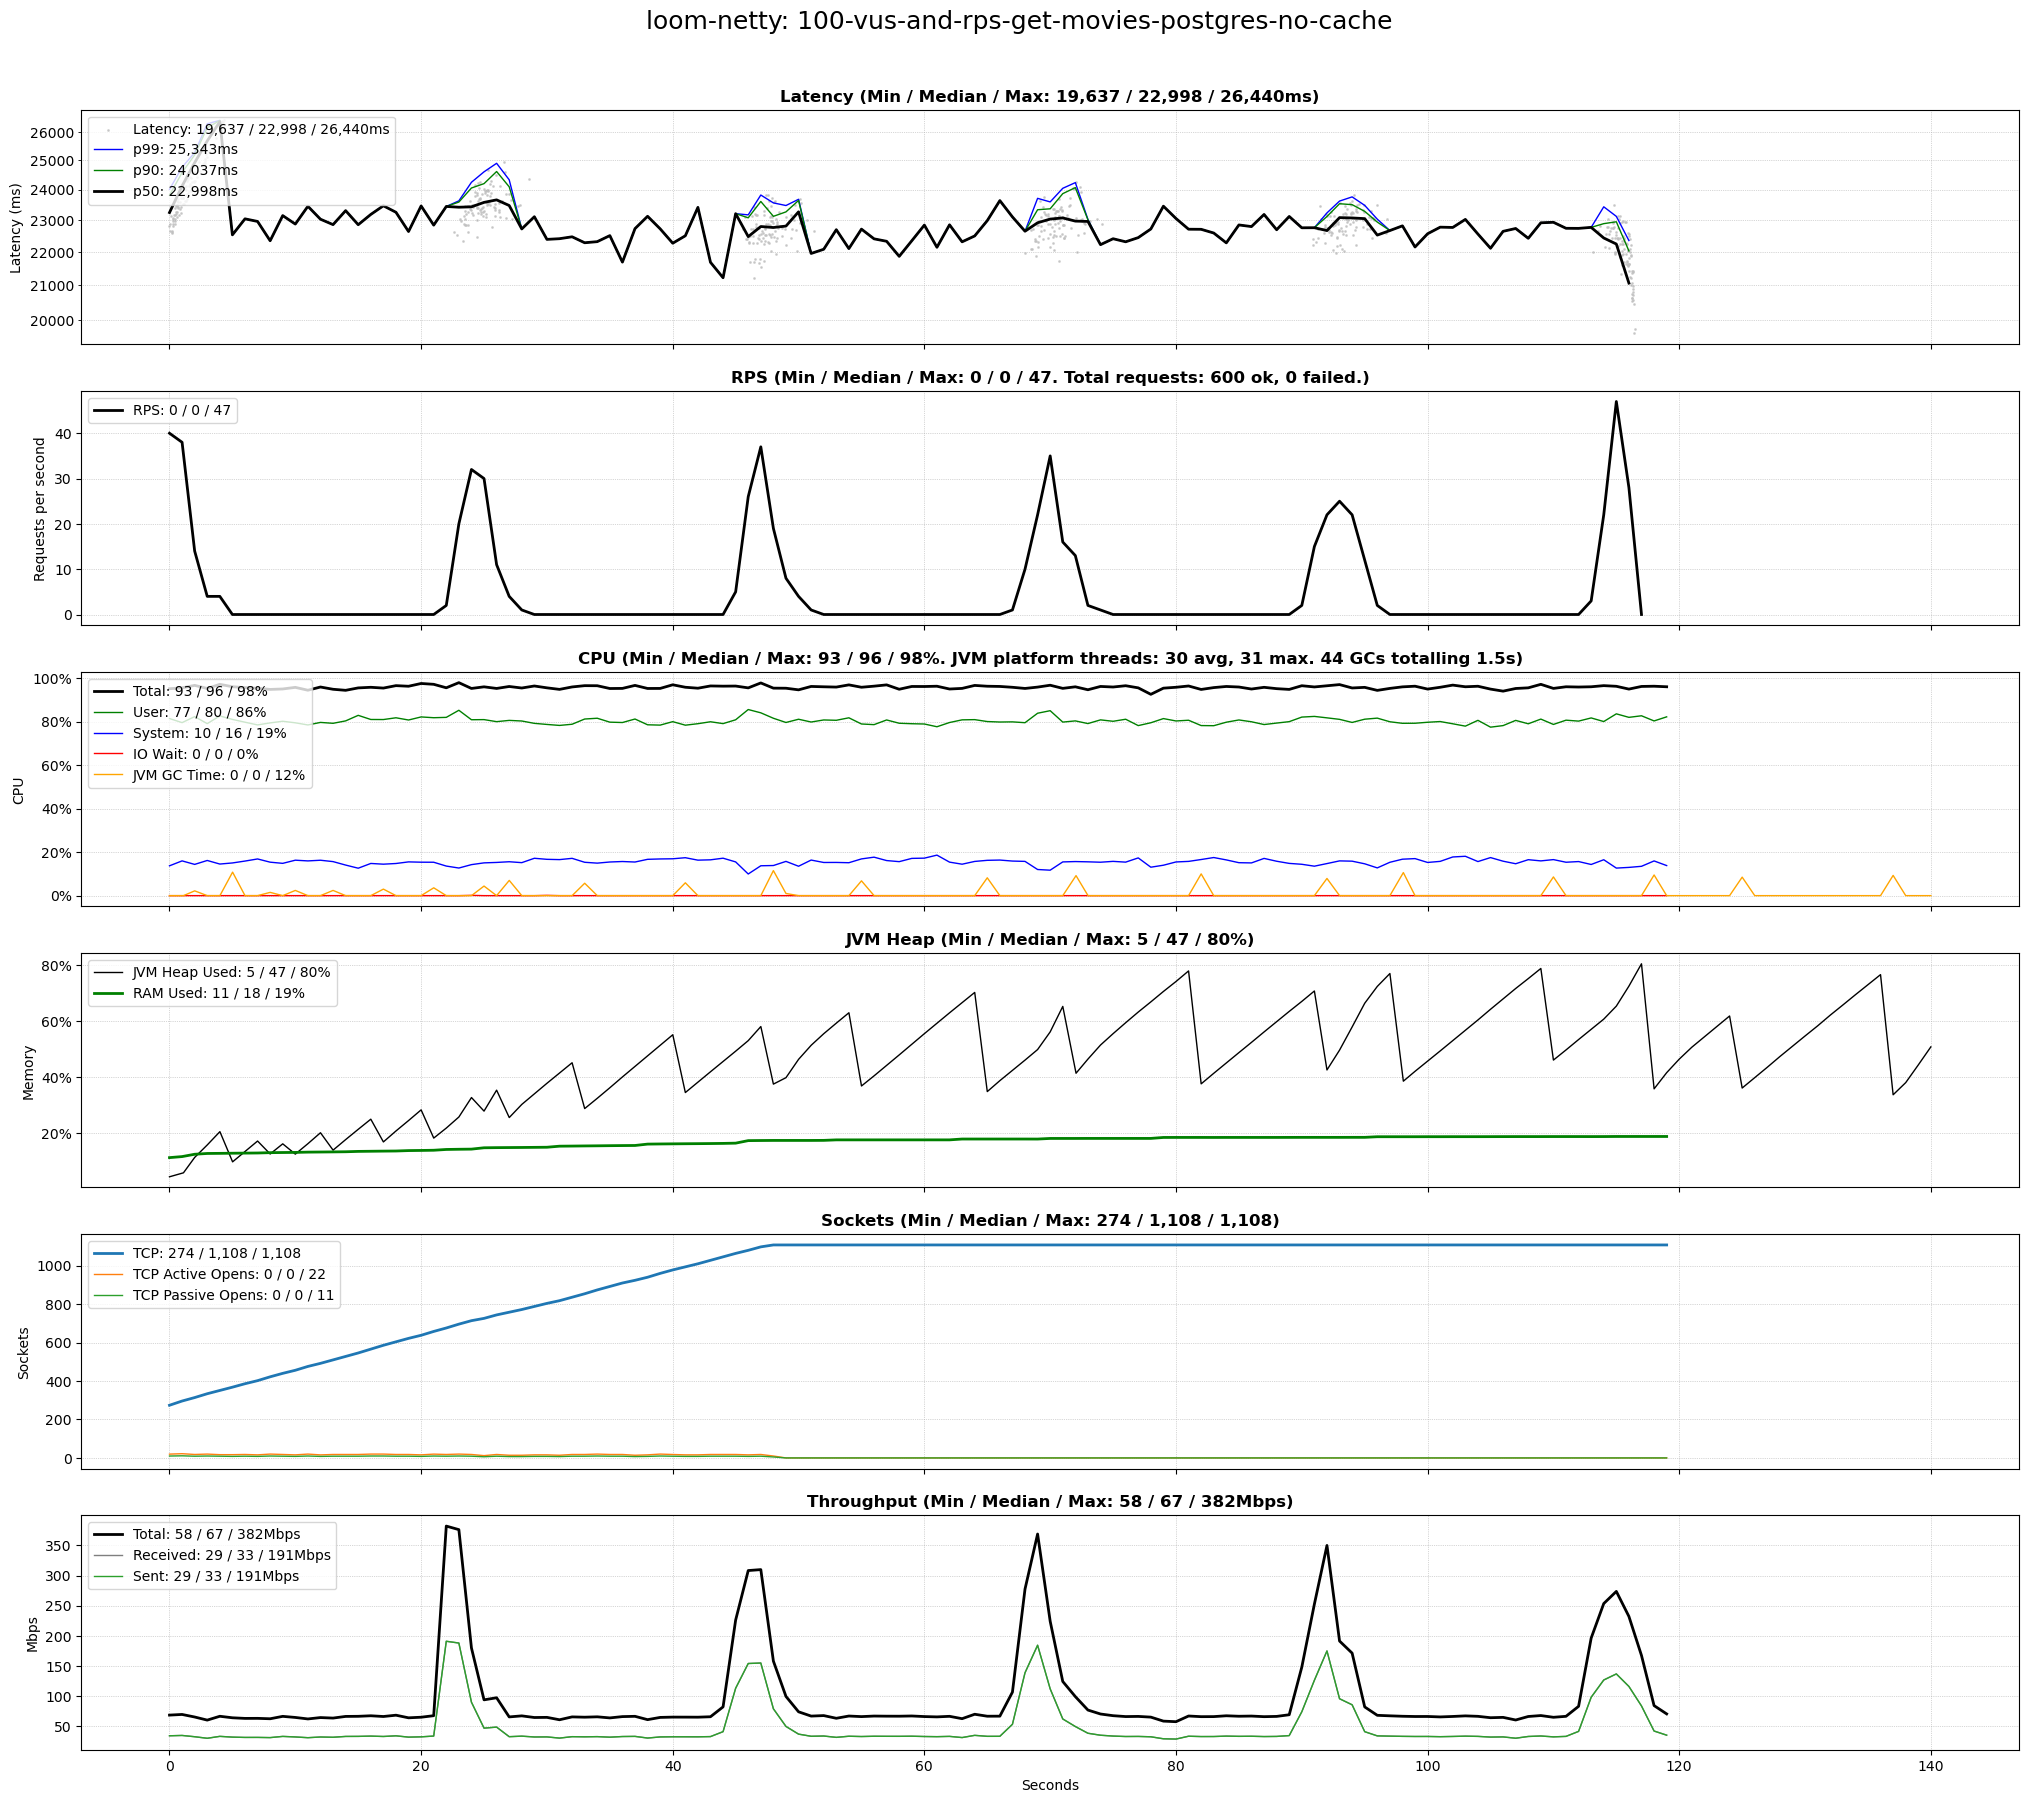 loom-netty: 100-vus-and-rps-get-movies-postgres-no-cache
Latency (Min / Median / Max: 19,637 / 22,998 / 26,440ms)
Latency: 19,637 / 22,998 / 26,440ms
p99: 25,343ms
p90: 24,037ms
p50: 22,998ms
26000
25000
24000
23000
22000
21000
20000
Latency (ms)
RPS (Min / Median / Max: 0 / 0 / 47. Total requests: 600 ok, 0 failed.)
RPS: 0 / 0 / 47
40
30
20
10
0
Requests per second
CPU (Min / Median / Max: 93 / 96 / 98%. JVM platform threads: 30 avg, 31 max. 44 GCs totalling 1.5s)
Total: 93 / 96 / 98%
User: 77 / 80 / 86%
System: 10 / 16 / 19%
IO Wait: 0 / 0 / 0%
JVM GC Time: 0 / 0 / 12%
100%
80%
60%
40%
20%
0%
CPU
JVM Heap (Min / Median / Max: 5 / 47 / 80%)
JVM Heap Used: 5 / 47 / 80%
RAM Used: 11 / 18 / 19%
80%
60%
40%
20%
Memory
Sockets (Min / Median / Max: 274 / 1,108 / 1,108)
TCP: 274 / 1,108 / 1,108
TCP Active Opens: 0 / 0 / 22
TCP Passive Opens: 0 / 0 / 11
1000
800
600
400
200
0
Sockets
Throughput (Min / Median / Max: 58 / 67 / 382Mbps)
Total: 58 / 67 / 382Mbps
Received: 29 / 33 / 191Mbps
Sent: 29 / 33 / 191Mbps
350
300
250
200
150
100
50
Mbps
0 20 40 60 80 100 120 140
Seconds